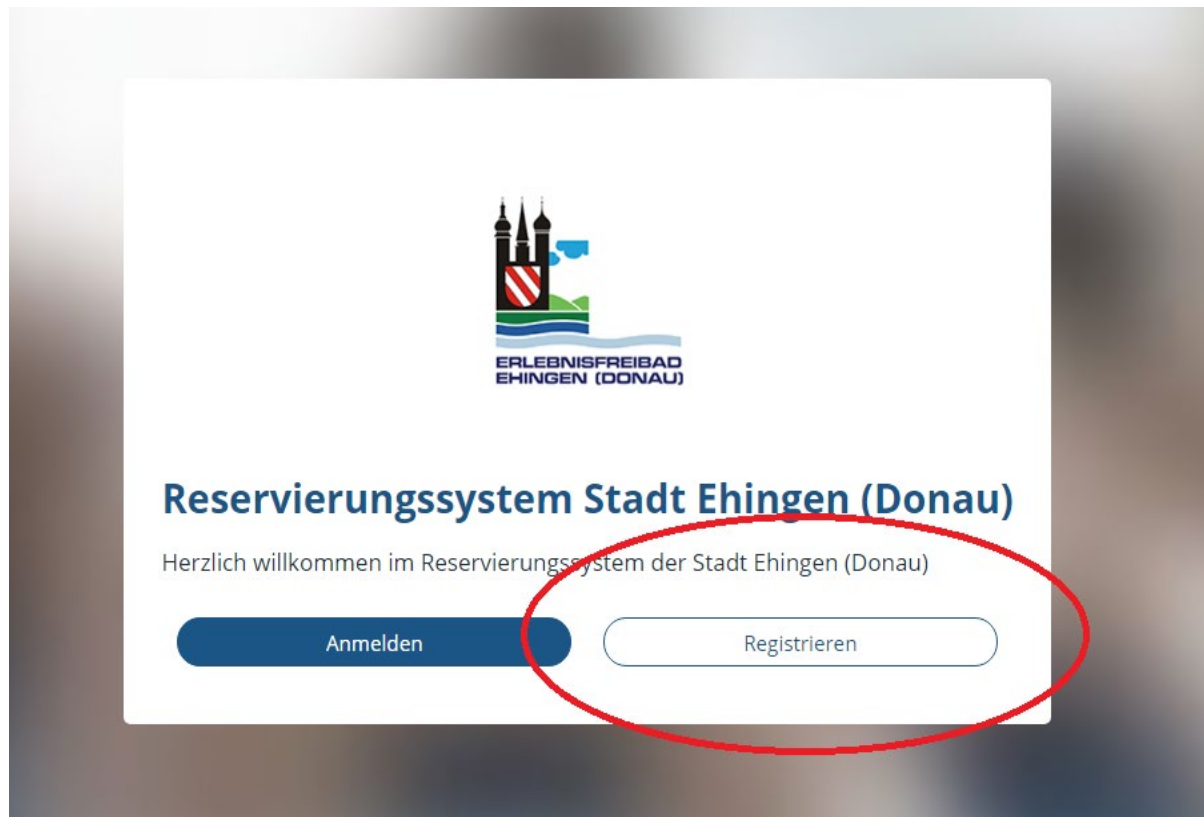 ERLEBNISFREIBAD
EHINGEN (DONAU)
Reservierungssystem Stadt Ehingen (Donau)
Herzlich willkommen im Reservierungssystem der Stadt Ehingen (Donau)
Anmelden
Registrieren